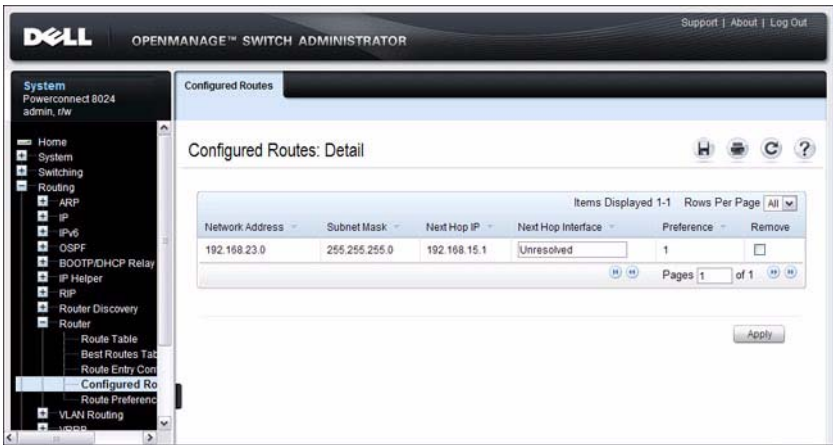 Support | About | Log Out
DELL OPENMANAGE™ SWITCH ADMINISTRATOR
System
Powerconnect 8024
admin, r/w
Home
System
Switching
Routing
ARP
IP
IPv6
OSPF
BOOTP/DHCP Relay
IP Helper
RIP
Router Discovery
Router
Route Table
Best Routes Tab
Route Entry Con
Configured Ro
Route Preferenc
VLAN Routing
VRRP
Configured Routes
Configured Routes: Detail
Items Displayed 1-1 Rows Per Page All
Network Address Subnet Mask Next Hop IP Next Hop Interface Preference Remove
192.168.23.0 255.255.255.0 192.168.15.1 Unresolved 1
Pages 1 of 1
Apply